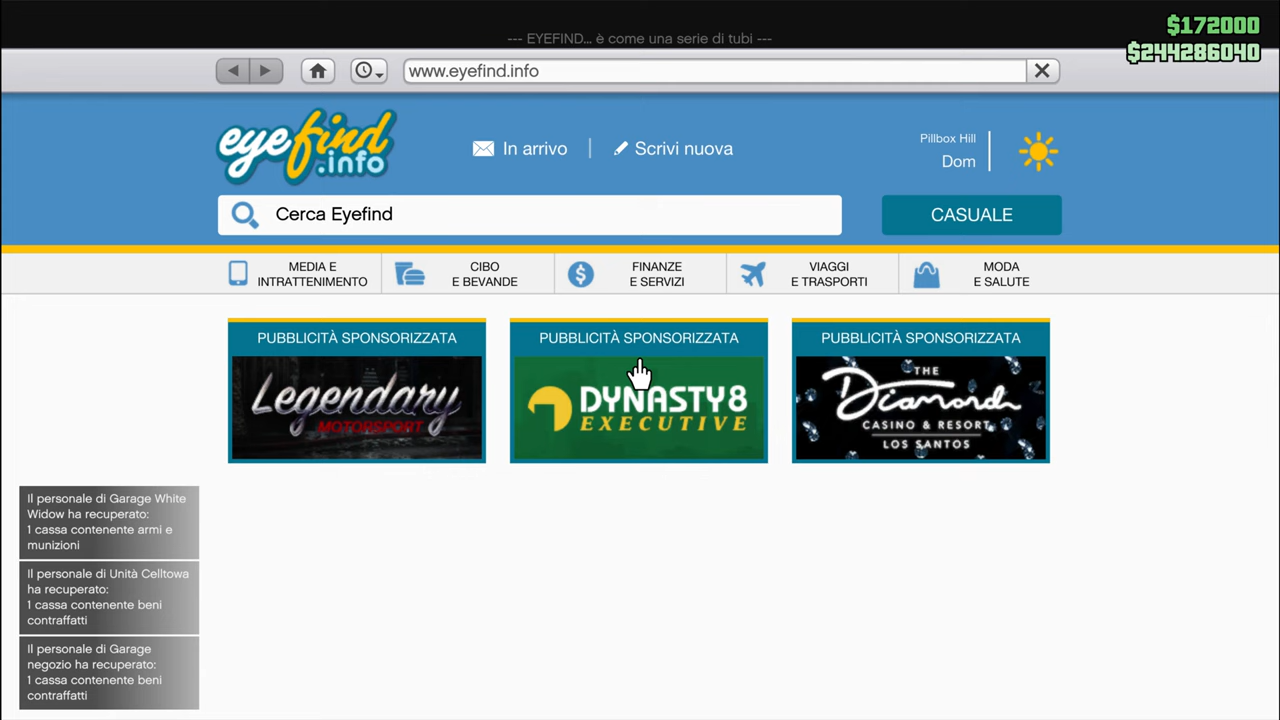 $172000
--- EYEFIND... è come una serie di tubi ---
$244286040
www.eyefind.info
eyefind
.info
In arrivo
Scrivi nuova
Pillbox Hill
Dom
Cerca Eyefind
CASUALE
MEDIA E
INTRATTENIMENTO
CIBO
E BEVANDE
FINANZE
E SERVIZI
VIAGGI
E TRASPORTI
MODA
E SALUTE
PUBBLICITÀ SPONSORIZZATA
Legendary
MOTORSPORT
PUBBLICITÀ SPONSORIZZATA
DYNASTY8
EXECUTIVE
PUBBLICITÀ SPONSORIZZATA
THE
Diamond
CASINO & RESORT
LOS SANTOS
Il personale di Garage White
Widow ha recuperato:
1 cassa contenente armi e
munizioni
Il personale di Unità Celltowa
ha recuperato:
1 cassa contenente beni
contraffatti
Il personale di Garage
negozio ha recuperato:
1 cassa contenente beni
contraffatti